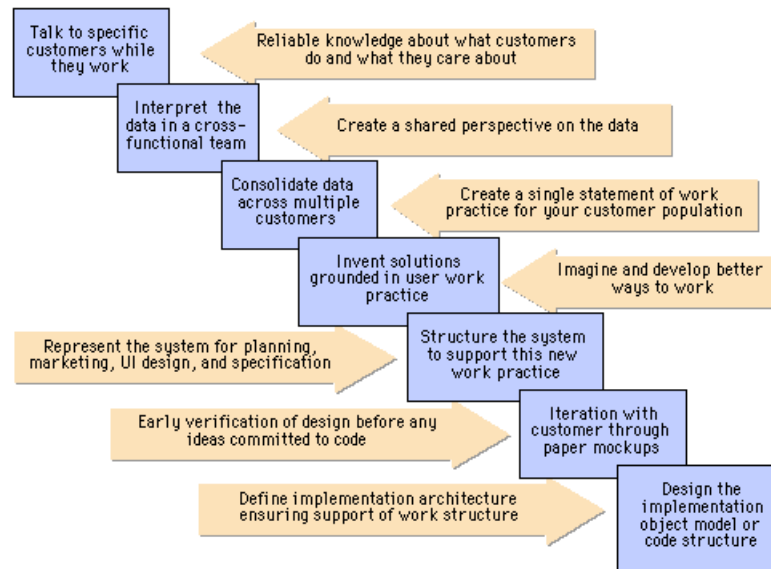 Talk to specific
customers while
they work
Reliable knowledge about what customers
do and what they care about
Interpret the
data in a cross-
functional team
Create a shared perspective on the data
Consolidate data
across multiple
customers
Create a single statement of work
practice for your customer population
Invent solutions
grounded in user work
practice
Imagine and develop better
ways to work
Represent the system for planning,
marketing, UI design, and specification
Structure the system
to support this new
work practice
Early verification of design before any
ideas committed to code
Iteration with
customer through
paper mockups
Define implementation architecture
ensuring support of work structure
Design the
implementation
object model or
code structure